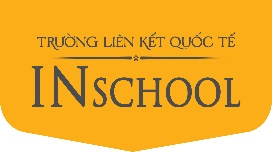 TRƯỜNG LIÊN KẾT QUỐC TẾ
INSCHOOL